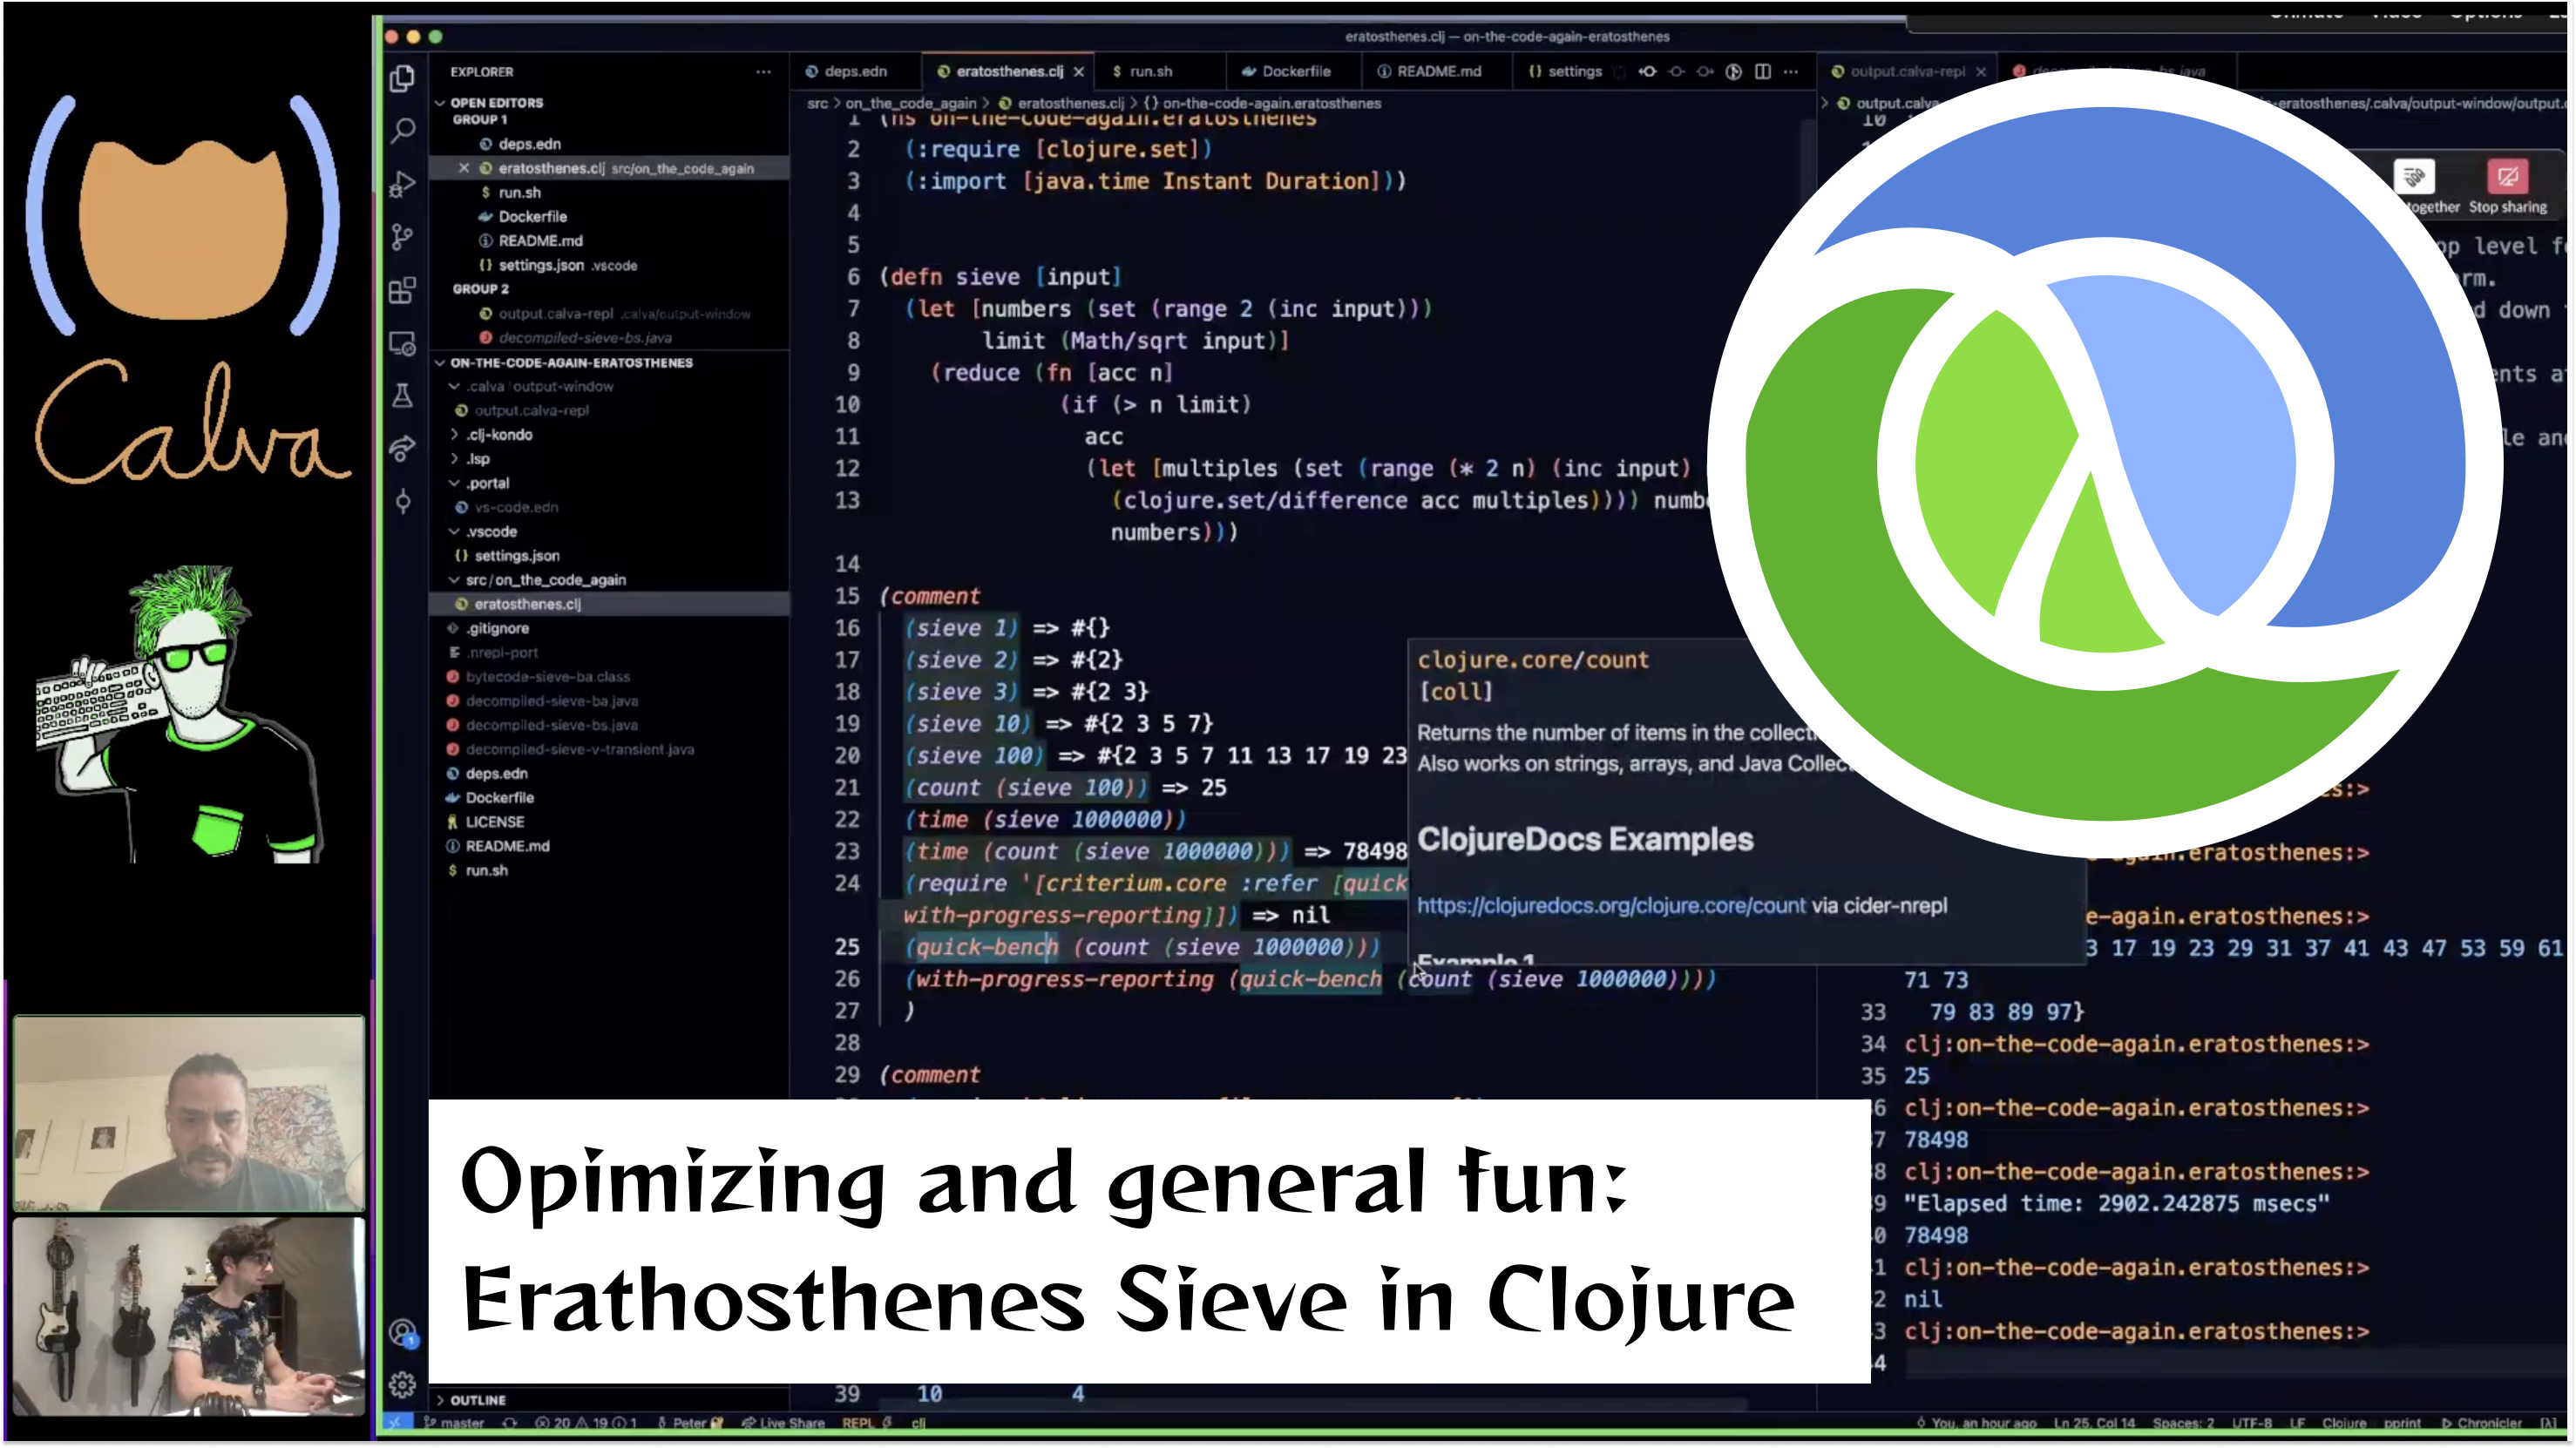 Calva
eratosthenes.clj — on-the-code-again-eratosthenes
EXPLORER
OPEN EDITORS
GROUP 1
deps.edn
eratosthenes.clj src/on_the_code_again
run.sh
Dockerfile
README.md
settings.json .vscode
GROUP 2
output.calva-repl .calva/output-window
decompiled-sieve-bs.java
ON-THE-CODE-AGAIN-ERATOSTHENES
.calva/output-window
output.calva-repl
.clj-kondo
.lsp
.portal
vs-code.edn
.vscode
settings.json
src/on_the_code_again
eratosthenes.clj
.gitignore
.nrepl-port
bytecode-sieve-ba.class
decompiled-sieve-ba.java
decompiled-sieve-bs.java
decompiled-sieve-v-transient.java
deps.edn
Dockerfile
LICENSE
README.md
run.sh
OUTLINE
deps.edn eratosthenes.clj run.sh Dockerfile README.md settings
src > on_the_code_again > eratosthenes.clj > {} on-the-code-again.eratosthenes
1 (ns on-the-code-again.eratosthenes
2 (:require [clojure.set])
3 (:import [java.time Instant Duration]))
4
5
6 (defn sieve [input]
7 (let [numbers (set (range 2 (inc input)))
8 limit (Math/sqrt input)]
9 (reduce (fn [acc n]
10 (if (> n limit)
11 acc
12 (let [multiples (set (range (* 2 n) (inc input)
13 (clojure.set/difference acc multiples)))) numb
numbers)))
14
15 (comment
16 (sieve 1) => #{}
17 (sieve 2) => #{2}
18 (sieve 3) => #{2 3}
19 (sieve 10) => #{2 3 5 7}
20 (sieve 100) => #{2 3 5 7 11 13 17 19 23
21 (count (sieve 100)) => 25
22 (time (sieve 1000000))
23 (time (count (sieve 1000000))) => 78498
24 (require '[criterium.core :refer [quick
with-progress-reporting]]) => nil
25 (quick-bench (count (sieve 1000000)))
26 (with-progress-reporting (quick-bench (count (sieve 1000000))))
27 )
28
29 (comment
39 10 4
clojure.core/count
[coll]
Returns the number of items in the collecti
Also works on strings, arrays, and Java Collec
ClojureDocs Examples
https://clojuredocs.org/clojure.core/count via cider-nrepl
Example 1
output.calva-repl
output.calva
-eratosthenes/.calva/output-window/output.
10
together Stop sharing
op level f
rm.
d down
ents a
le an
es:>
e-again.eratosthenes:>
e-again.eratosthenes:>
3 17 19 23 29 31 37 41 43 47 53 59 61
71 73
33 79 83 89 97}
34 clj:on-the-code-again.eratosthenes:>
35 25
36 clj:on-the-code-again.eratosthenes:>
7 78498
8 clj:on-the-code-again.eratosthenes:>
9 "Elapsed time: 2902.242875 msecs"
0 78498
1 clj:on-the-code-again.eratosthenes:>
2 nil
3 clj:on-the-code-again.eratosthenes:>
44
Opimizing and general fun:
Erathosthenes Sieve in Clojure
master 20 19 1 Peter Live Share REPL clj
You, an hour ago Ln 25, Col 14 Spaces: 2 UTF-8 LF Clojure pprint Chronicler [λ]